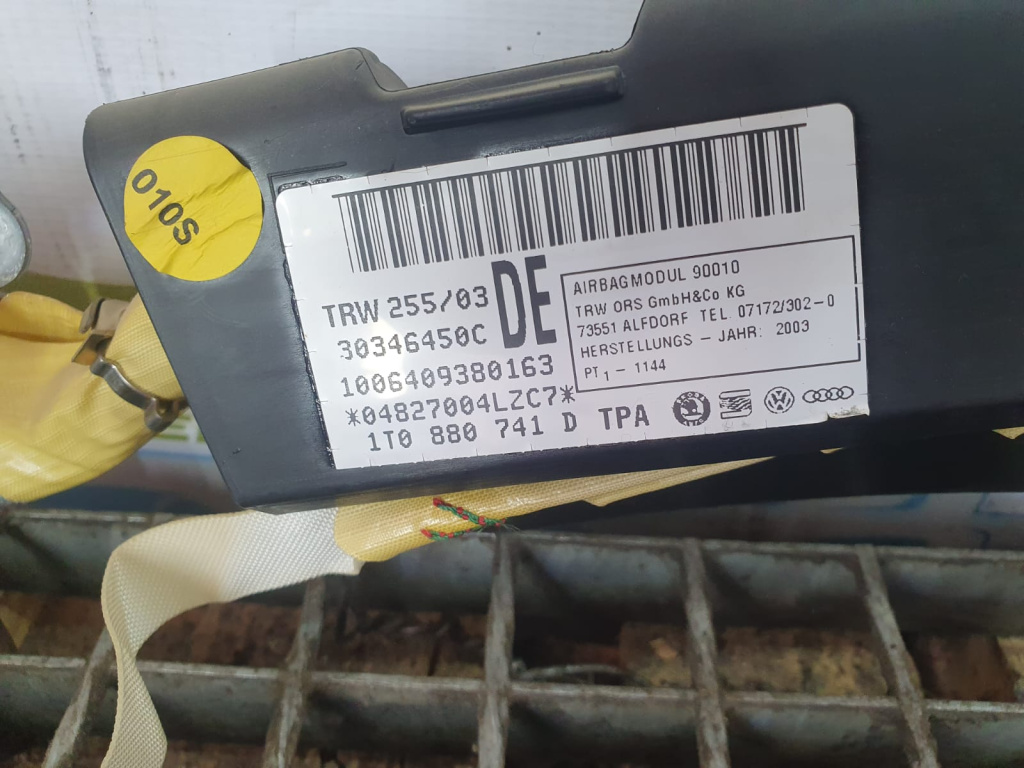 010S
TRW 255/03
DE
30346450C
1006409380163
*04827004LZC7*
1T0 880 741 D TPA
AIRBAGMODUL 90010
TRW ORS GmbH&Co KG
73551 ALFDORF TEL. 07172/302-0
HERSTELLUNGS - JAHR: 2003
PT1 - 1144